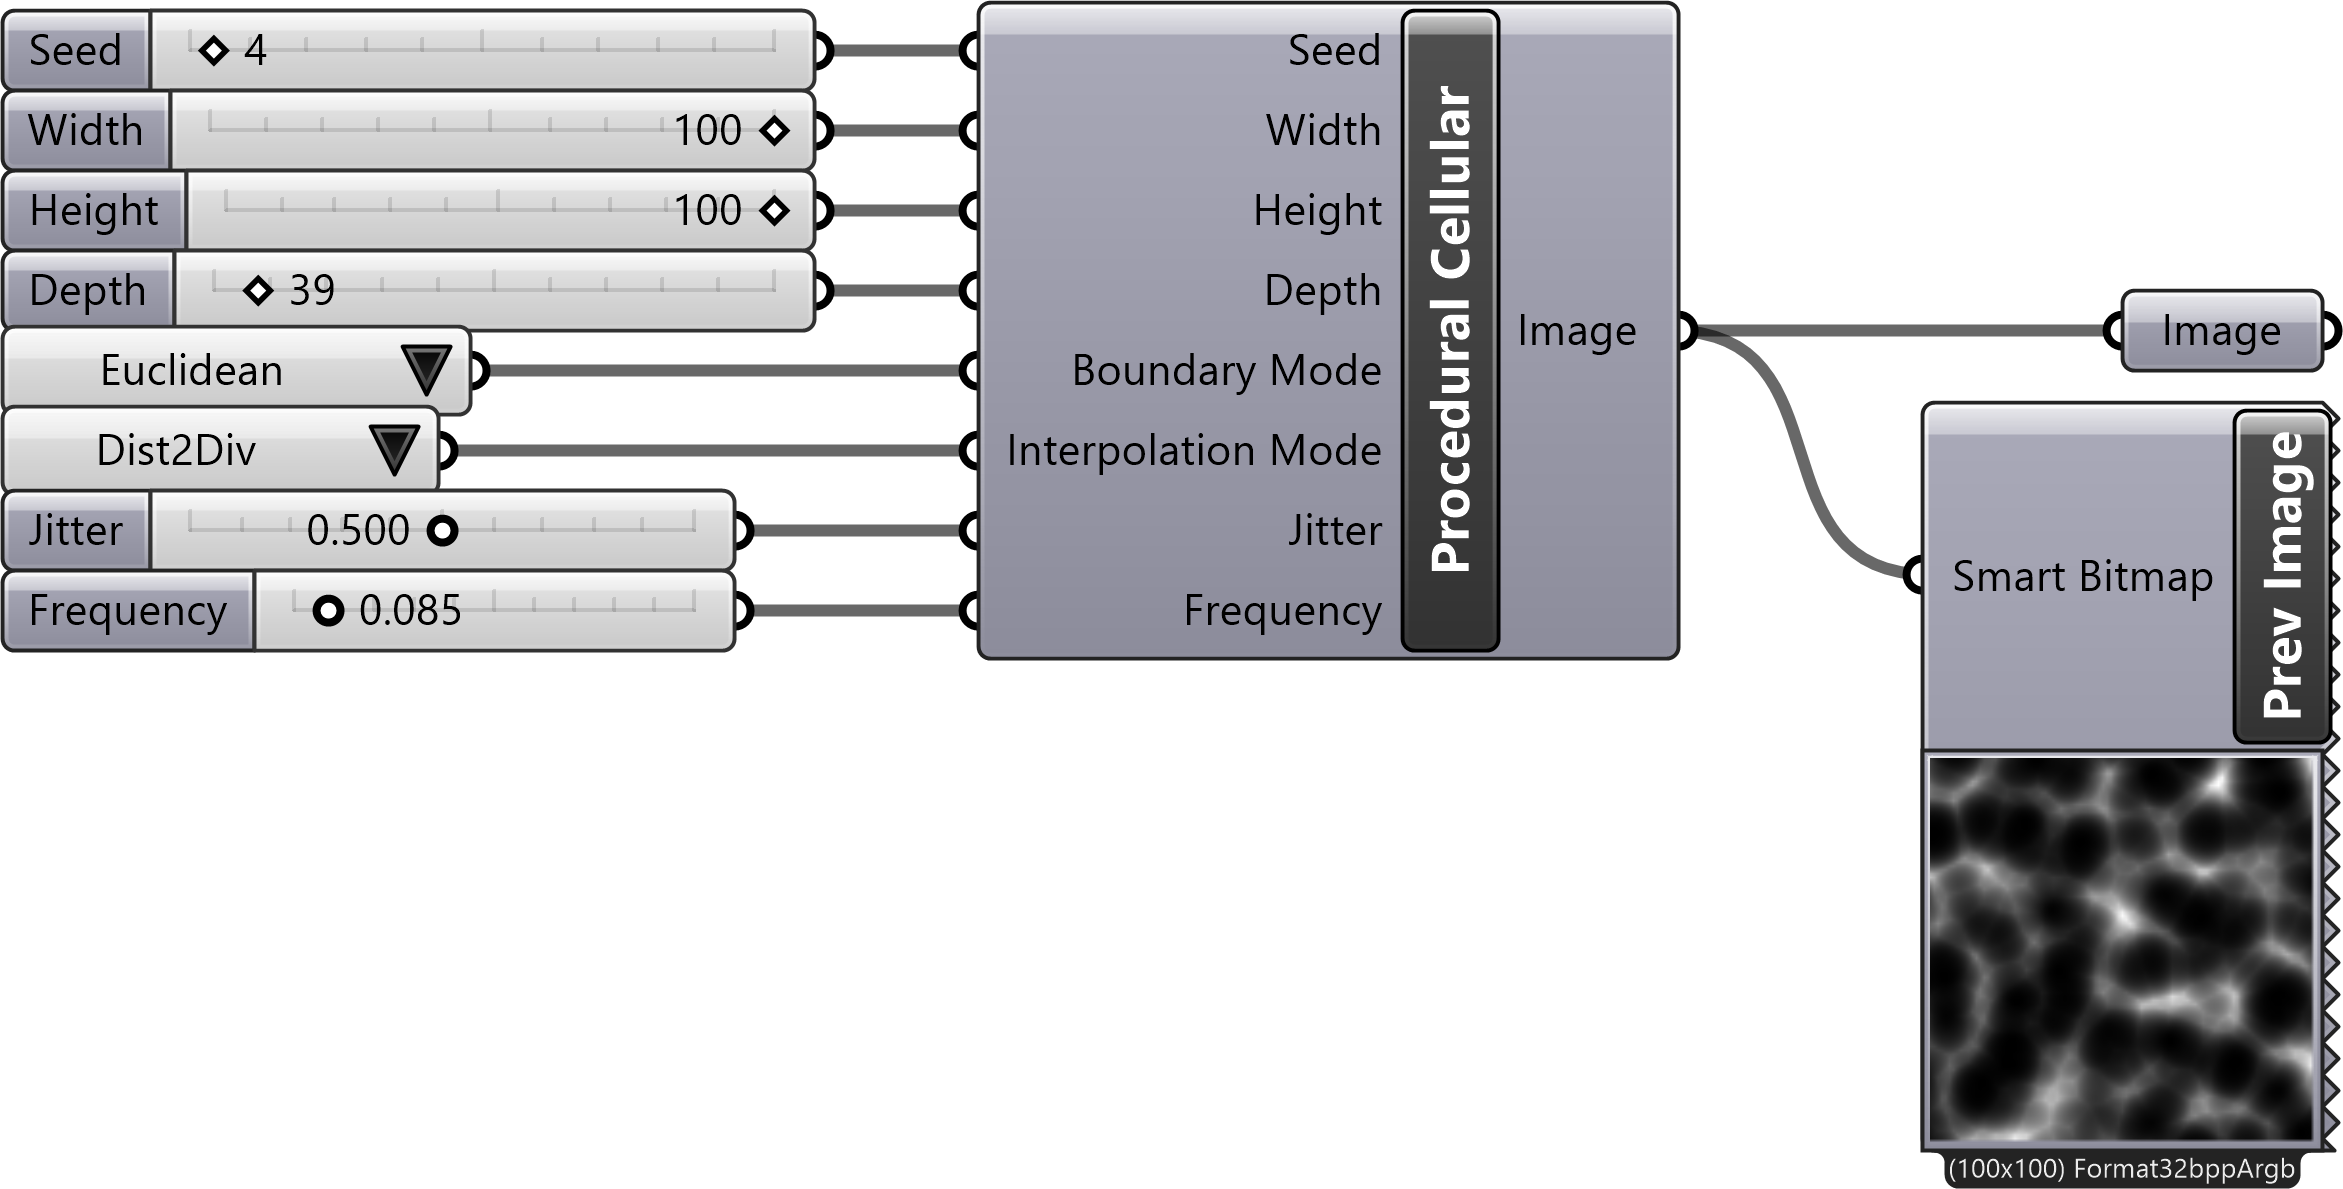 Seed 4
Width 100
Height 100
Depth 39
Euclidean
Dist2Div
Jitter 0.500
Frequency 0.085
Seed
Width
Height
Depth
Boundary Mode
Interpolation Mode
Jitter
Frequency
Procedural Cellular
Image
Image
Smart Bitmap
Prev Image
(100x100) Format32bppArgb